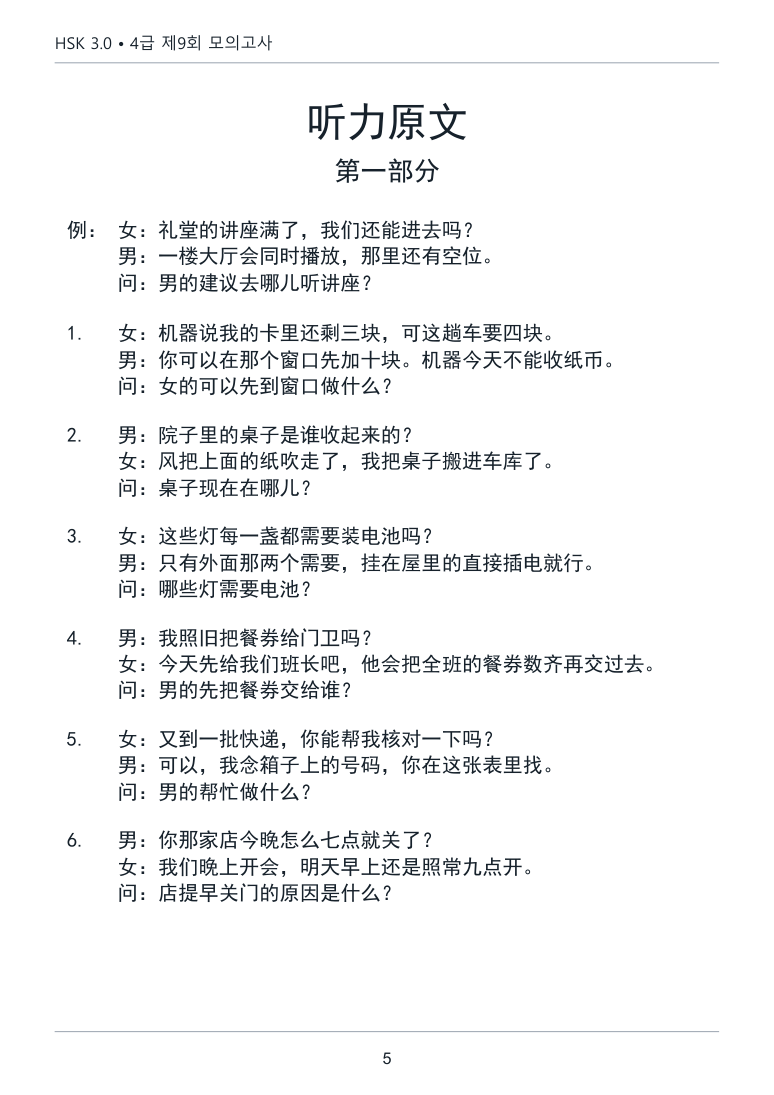 HSK 3.0 • 4급 제9회 모의고사
听力原文
第一部分
例： 女：礼堂的讲座满了，我们还能进去吗？
男：一楼大厅会同时播放，那里还有空位。
问：男的建议去哪儿听讲座？
1. 女：机器说我的卡里还剩三块，可这趟车要四块。
男：你可以在那个窗口先加十块。机器今天不能收纸币。
问：女的可以先到窗口做什么？
2. 男：院子里的桌子是谁收起来的？
女：风把上面的纸吹走了，我把桌子搬进车库了。
问：桌子现在在哪儿？
3. 女：这些灯每一盏都需要装电池吗？
男：只有外面那两个需要，挂在屋里的直接插电就行。
问：哪些灯需要电池？
4. 男：我照旧把餐券给门卫吗？
女：今天先给我们班长吧，他会把全班的餐券数齐再交过去。
问：男的先把餐券交给谁？
5. 女：又到一批快递，你能帮我核对一下吗？
男：可以，我念箱子上的号码，你在这张表里找。
问：男的帮忙做什么？
6. 男：你那家店今晚怎么七点就关了？
女：我们晚上开会，明天早上还是照常九点开。
问：店提早关门的原因是什么？
5